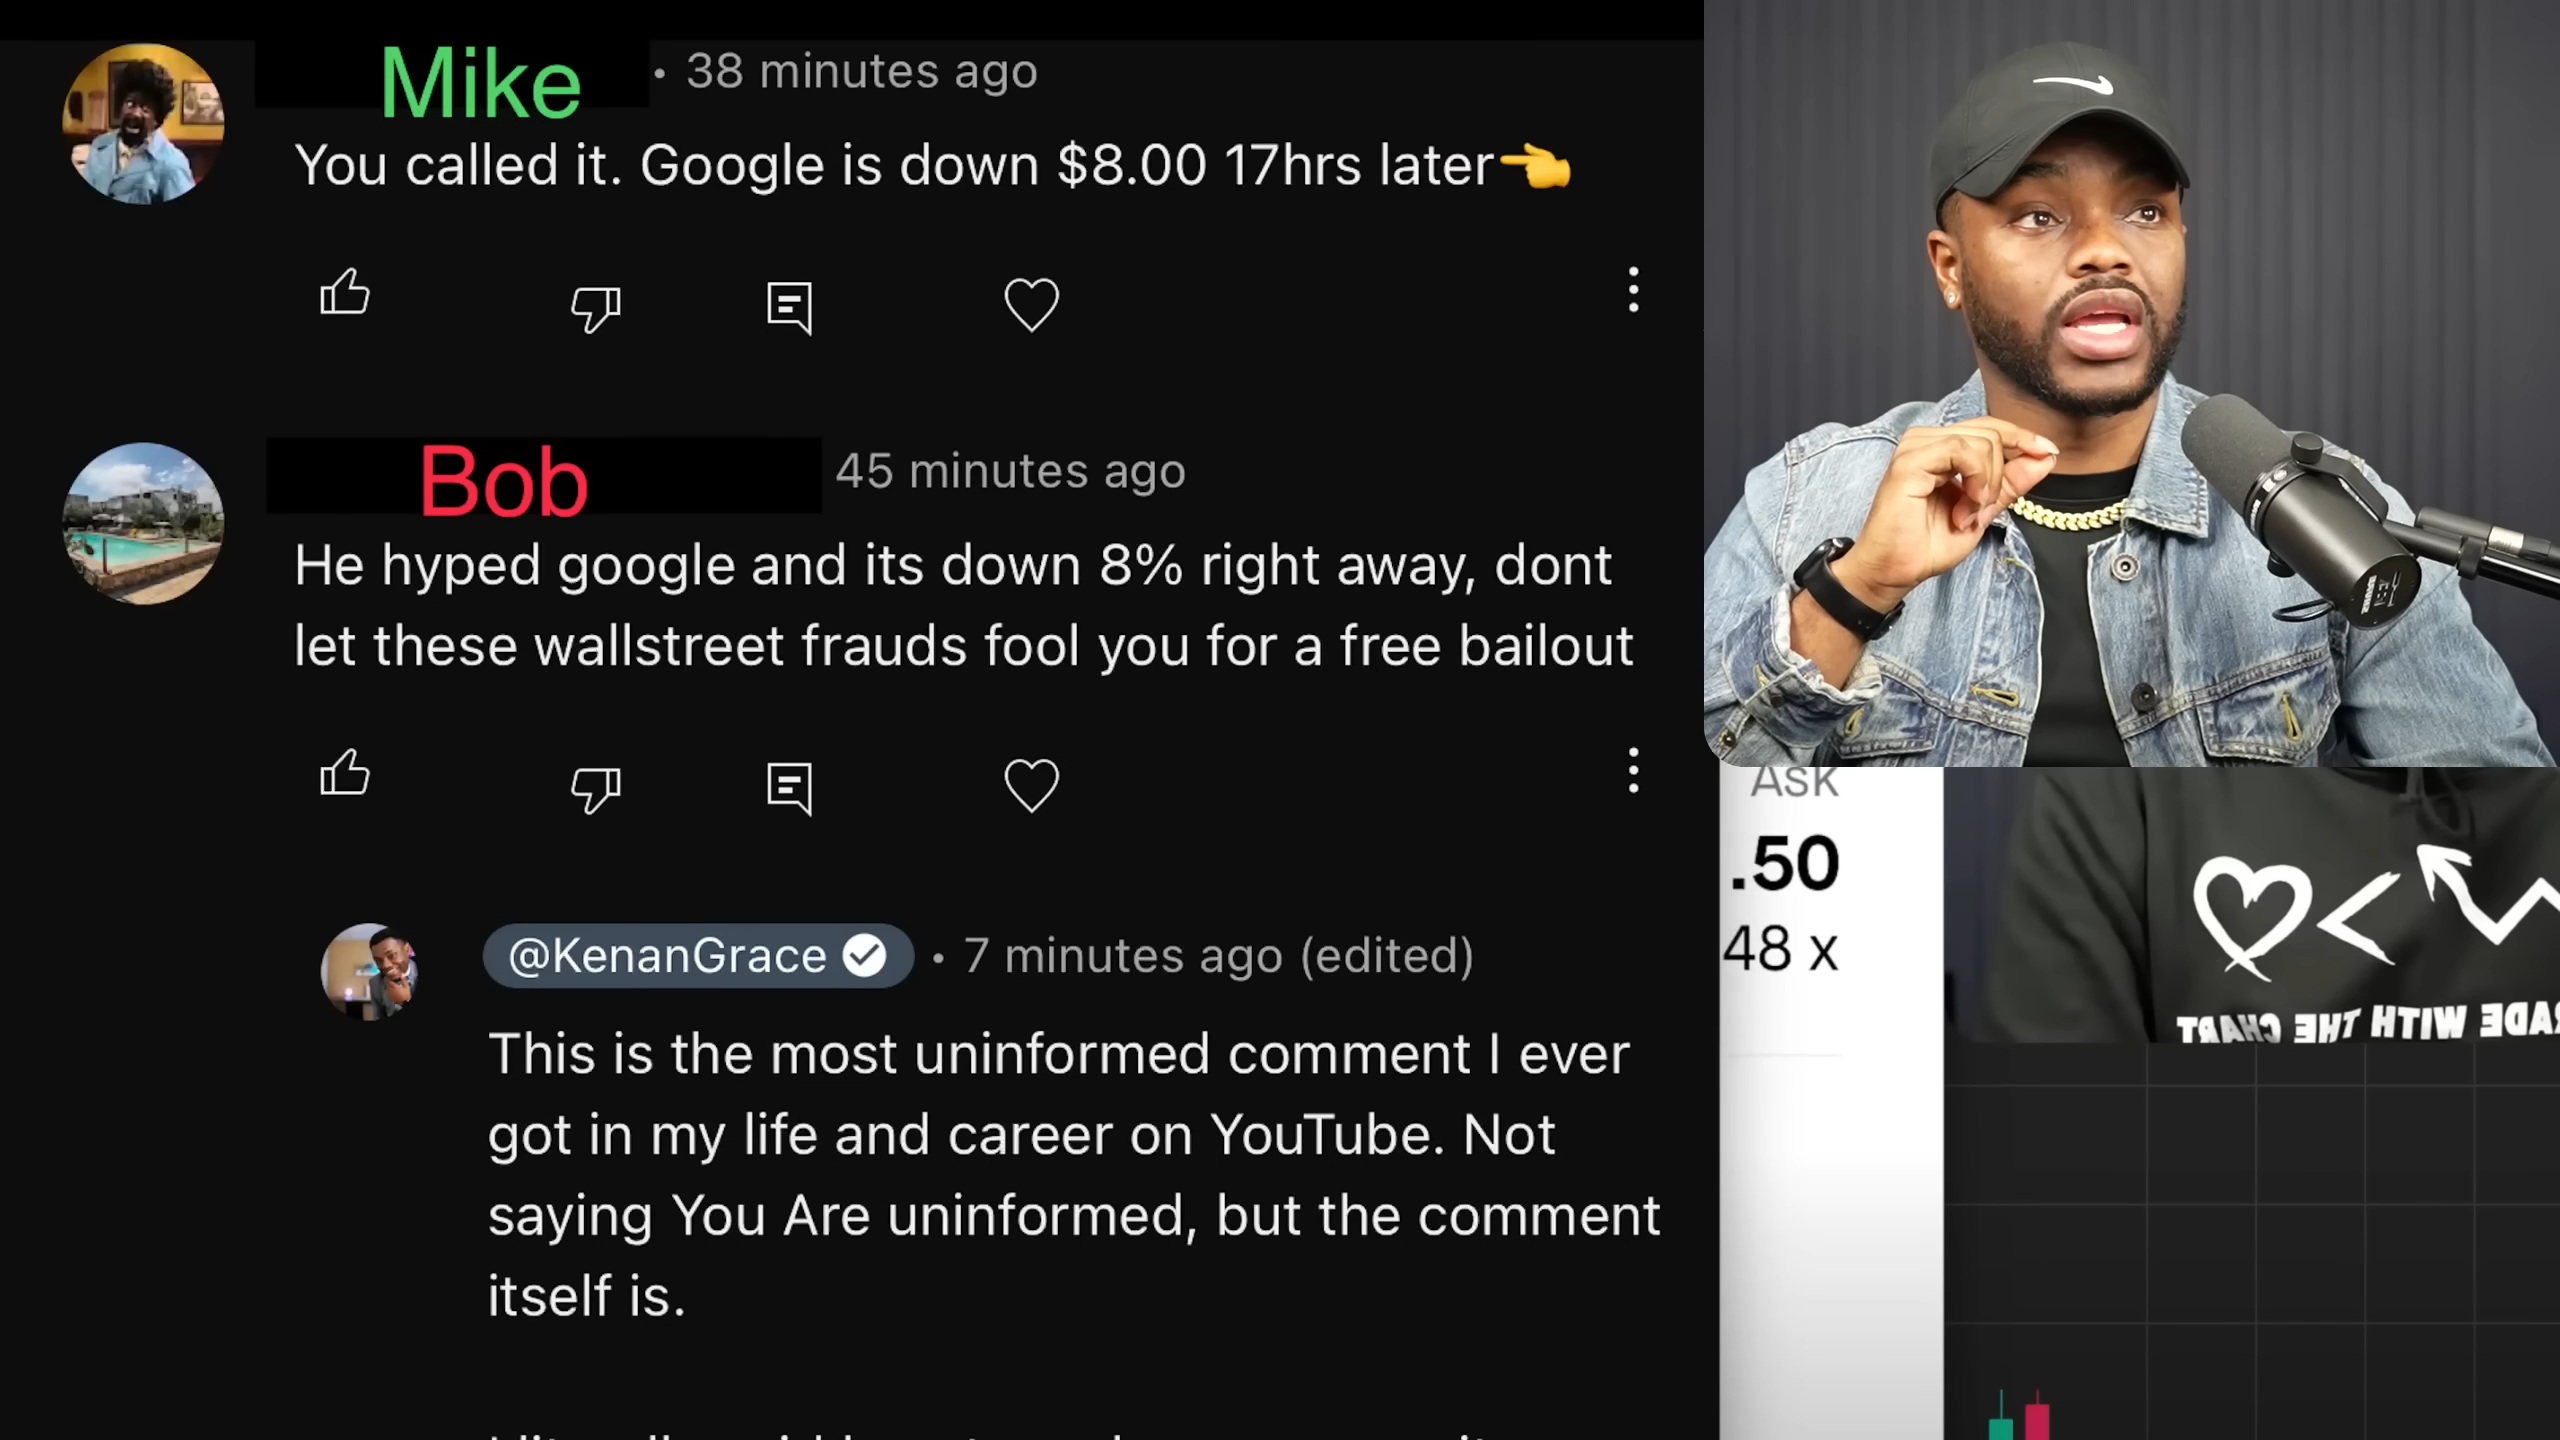 Mike
• 38 minutes ago
You called it. Google is down $8.00 17hrs later👈
Bob
45 minutes ago
He hyped google and its down 8% right away, dont
let these wallstreet frauds fool you for a free bailout
@KenanGrace • 7 minutes ago (edited)
This is the most uninformed comment I ever
got in my life and career on YouTube. Not
saying You Are uninformed, but the comment
itself is.
Ask
.50
48 x
TRADE WITH THE CHART